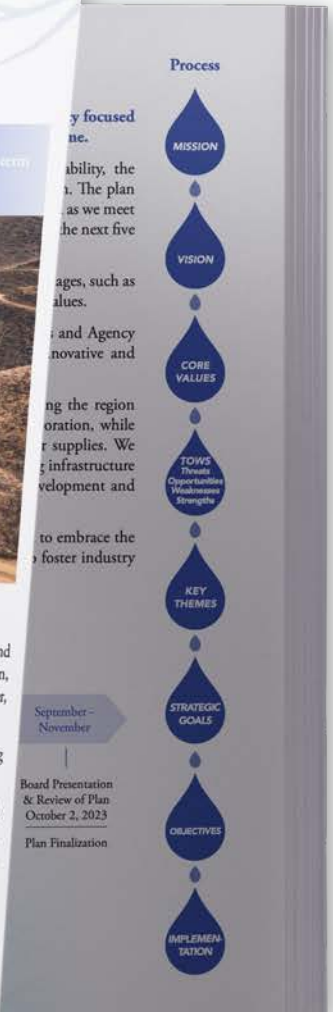 term
y focused
ne.
ability, the
n. The plan
as we meet
the next five
ages, such as
alues.
s and Agency
novative and
ng the region
oration, while
r supplies. We
g infrastructure
velopment and
to embrace the
o foster industry
nd
n,
r,
g
September–
November
Board Presentation
& Review of Plan
October 2, 2023
Plan Finalization
Process
MISSION
VISION
CORE
VALUES
TOWS
Threats
Opportunities
Weaknesses
Strengths
KEY
THEMES
STRATEGIC
GOALS
OBJECTIVES
IMPLEMEN-
TATION